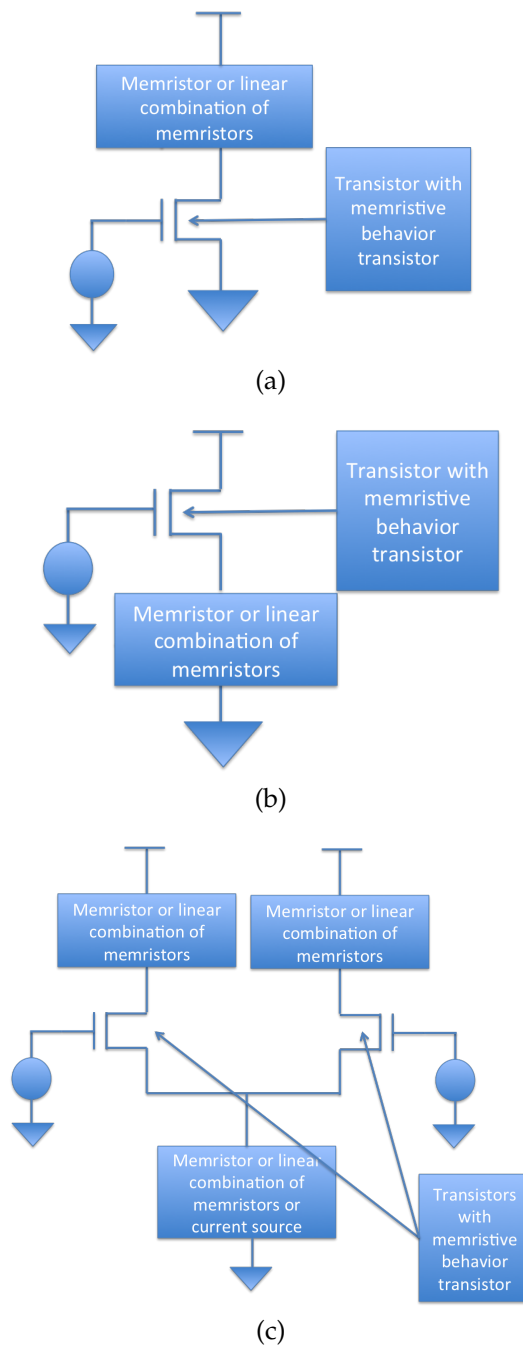 Memristor or linear
combination of
memristors
Transistor with
memristive
behavior
transistor
(a)
Transistor with
memristive
behavior
transistor
Memristor or linear
combination of
memristors
(b)
Memristor or linear
combination of
memristors
Memristor or linear
combination of
memristors
Memristor or linear
combination of
memristors or
current source
Transistors
with
memristive
behavior
transistor
(c)